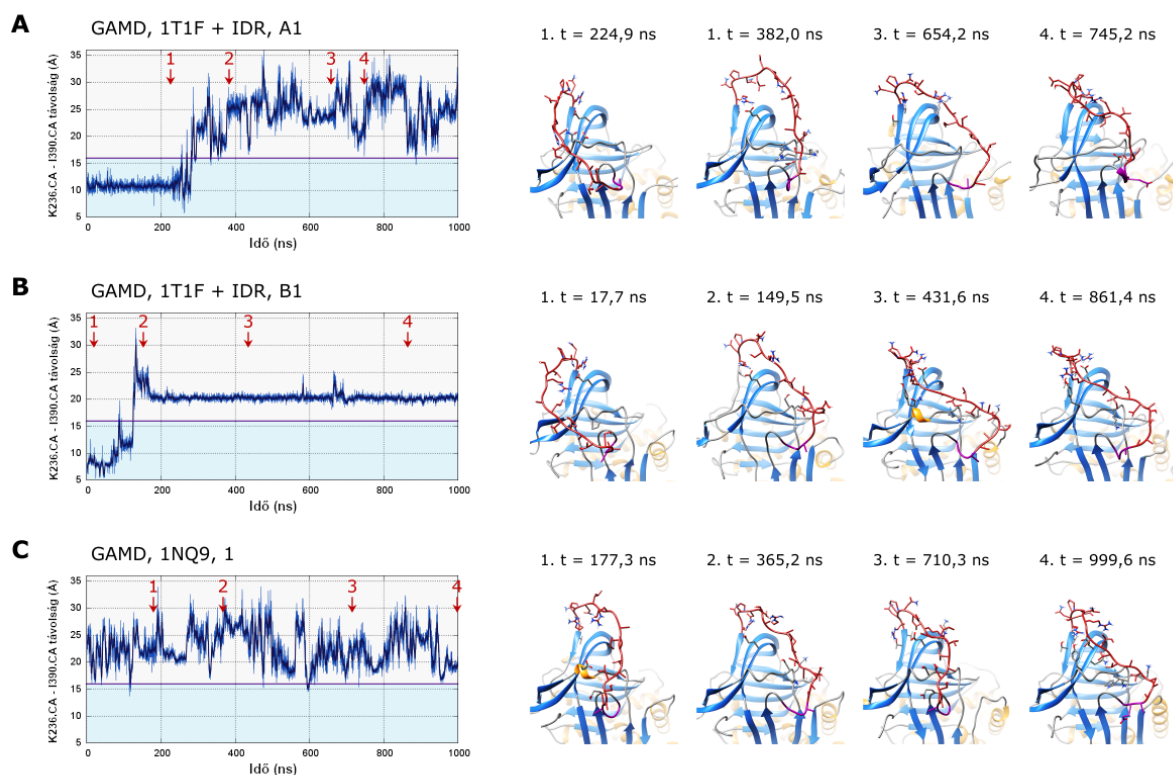 A
GAMD, 1T1F + IDR, A1
K236.CA - I390.CA távolság (Å)
35
30
25
20
15
10
5
1
2
3
4
0
200
400
600
800
1000
Idő (ns)
1. t = 224,9 ns
1. t = 382,0 ns
3. t = 654,2 ns
4. t = 745,2 ns
B
GAMD, 1T1F + IDR, B1
K236.CA - I390.CA távolság (Å)
35
30
25
20
15
10
5
1
2
3
4
0
200
400
600
800
1000
Idő (ns)
1. t = 17,7 ns
2. t = 149,5 ns
3. t = 431,6 ns
4. t = 861,4 ns
C
GAMD, 1NQ9, 1
K236.CA - I390.CA távolság (Å)
35
30
25
20
15
10
5
1
2
3
4
0
200
400
600
800
1000
Idő (ns)
1. t = 177,3 ns
2. t = 365,2 ns
3. t = 710,3 ns
4. t = 999,6 ns